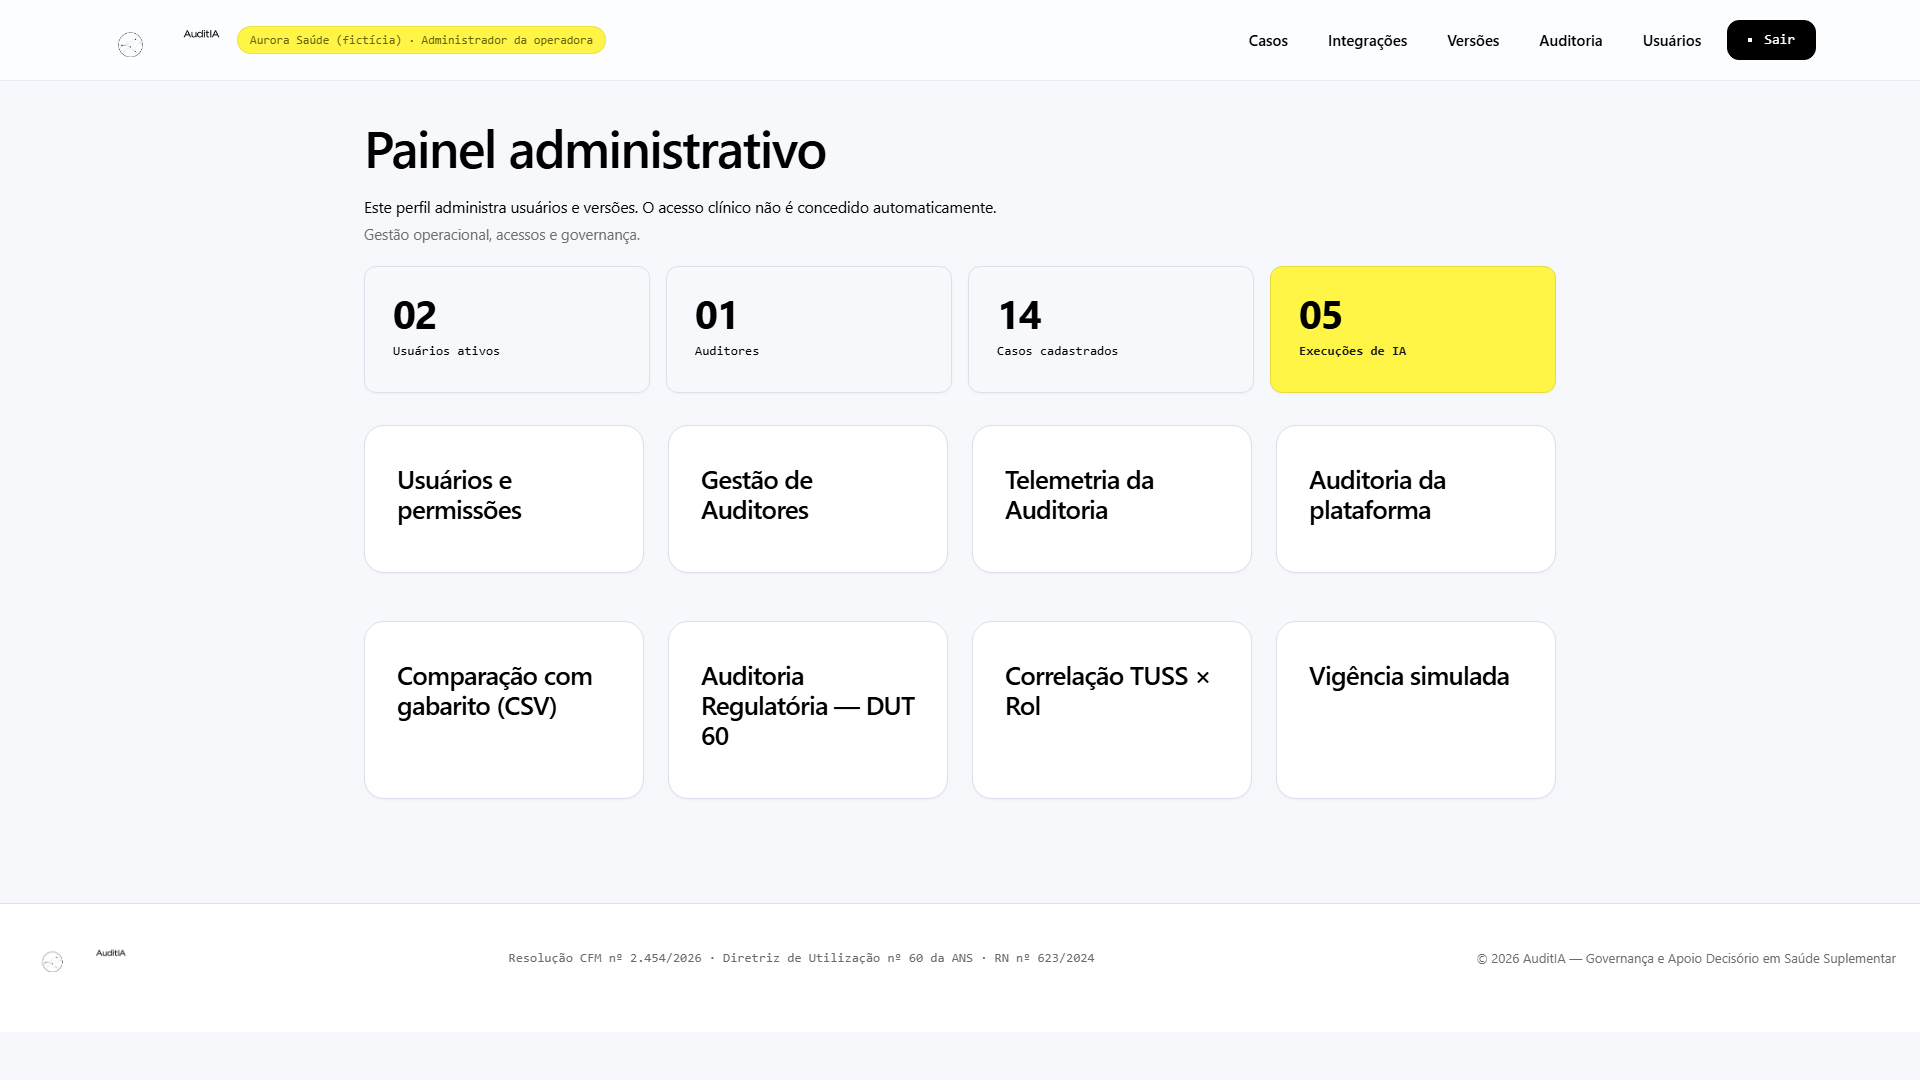 AuditIA
Aurora Saúde (fictícia) · Administrador da operadora
Casos
Integrações
Versões
Auditoria
Usuários
Sair
Painel administrativo
Este perfil administra usuários e versões. O acesso clínico não é concedido automaticamente.
Gestão operacional, acessos e governança.
02
Usuários ativos
01
Auditores
14
Casos cadastrados
05
Execuções de IA
Usuários e
permissões
Gestão de
Auditores
Telemetria da
Auditoria
Auditoria da
plataforma
Comparação com
gabarito (CSV)
Auditoria
Regulatória — DUT
60
Correlação TUSS ×
Rol
Vigência simulada
AuditIA
Resolução CFM nº 2.454/2026 · Diretriz de Utilização nº 60 da ANS · RN nº 623/2024
© 2026 AuditIA — Governança e Apoio Decisório em Saúde Suplementar